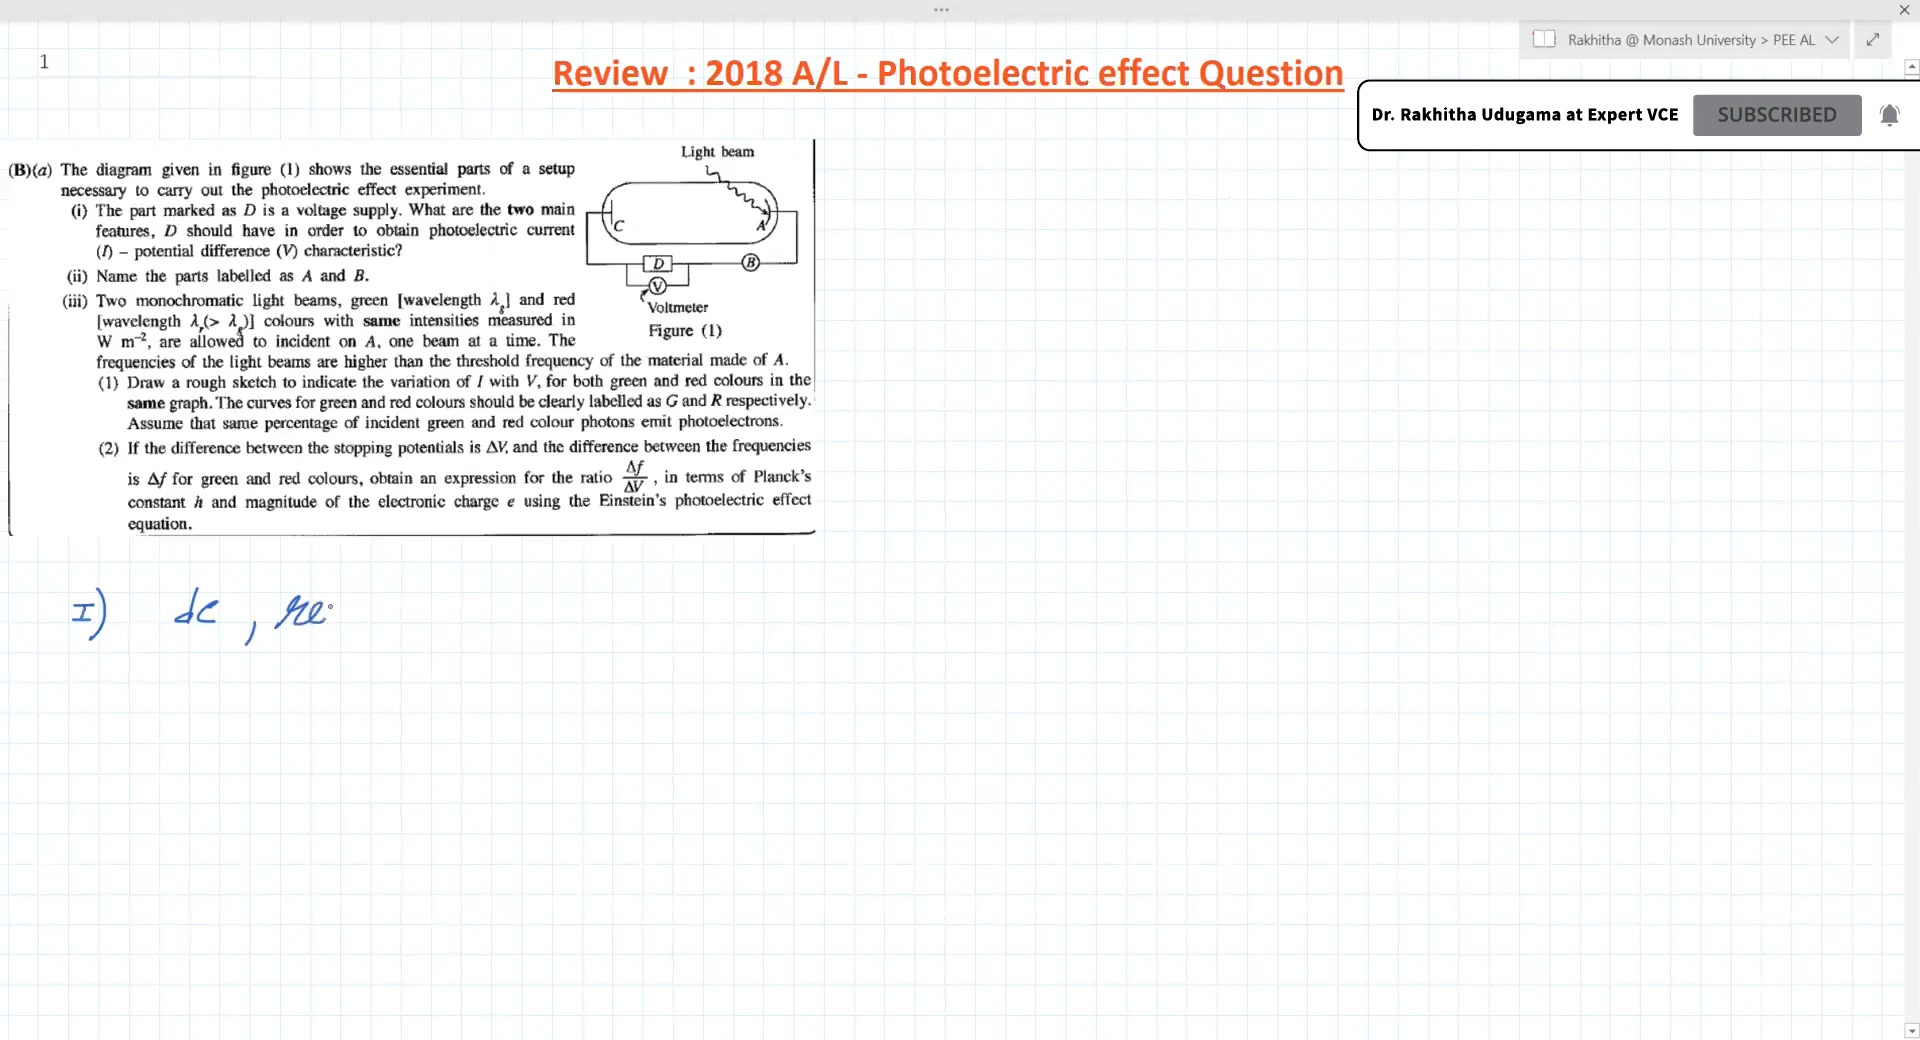 Rakhitha @ Monash University > PEE AL
1
Review : 2018 A/L - Photoelectric effect Question
Dr. Rakhitha Udugama at Expert VCE
SUBSCRIBED
(B)(a) The diagram given in figure (1) shows the essential parts of a setup
necessary to carry out the photoelectric effect experiment.
(i) The part marked as D is a voltage supply. What are the two main
features, D should have in order to obtain photoelectric current
(I) – potential difference (V) characteristic?
(ii) Name the parts labelled as A and B.
(iii) Two monochromatic light beams, green [wavelength λg] and red
[wavelength λr(> λg)] colours with same intensities measured in
W m⁻², are allowed to incident on A, one beam at a time. The
frequencies of the light beams are higher than the threshold frequency of the material made of A.
(1) Draw a rough sketch to indicate the variation of I with V, for both green and red colours in the
same graph. The curves for green and red colours should be clearly labelled as G and R respectively.
Assume that same percentage of incident green and red colour photons emit photoelectrons.
(2) If the difference between the stopping potentials is ΔV, and the difference between the frequencies
is Δf for green and red colours, obtain an expression for the ratio Δf/ΔV, in terms of Planck's
constant h and magnitude of the electronic charge e using the Einstein's photoelectric effect
equation.
Light beam
C
A
D
B
V
Voltmeter
Figure (1)
I) dc, re